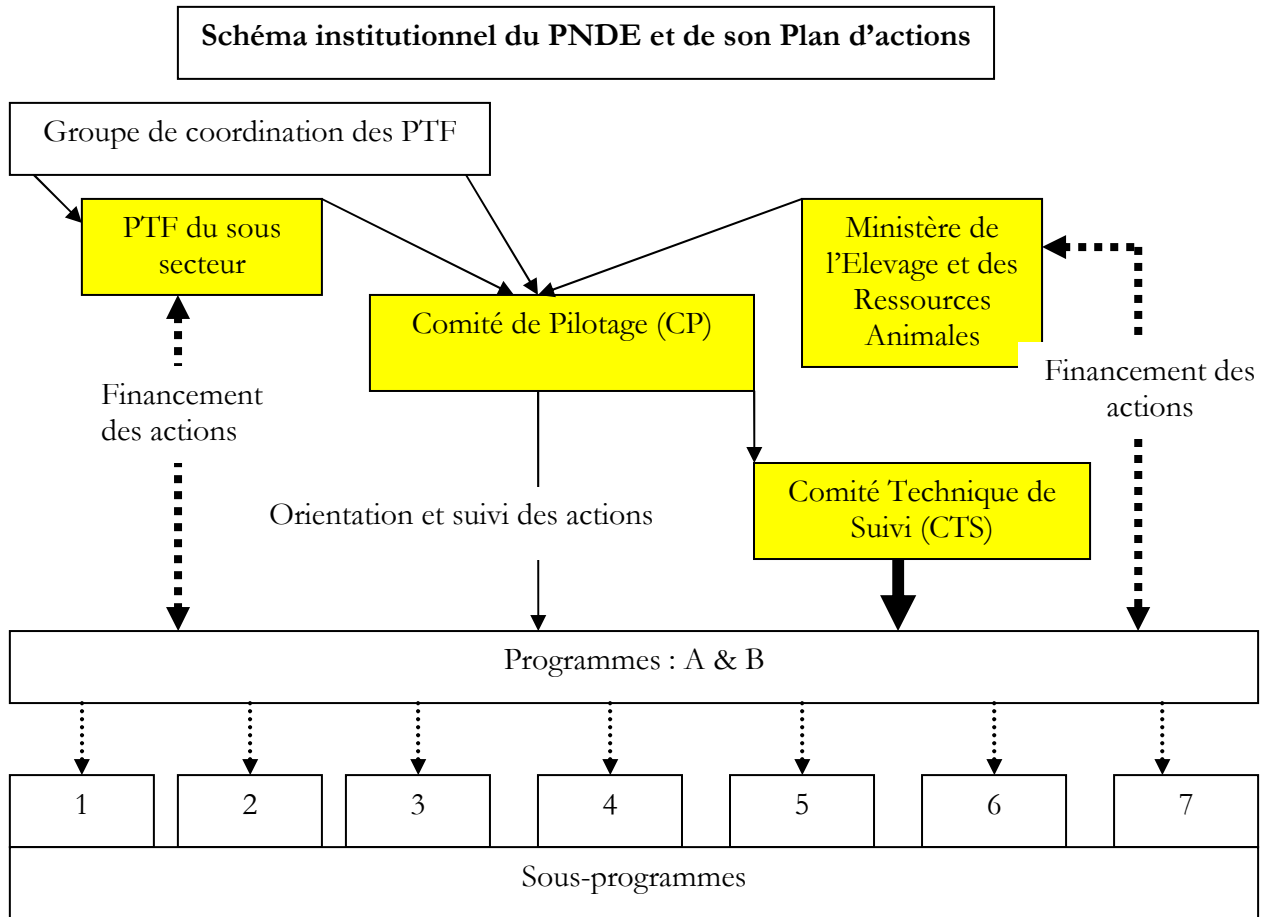 Schéma institutionnel du PNDE et de son Plan d'actions
Groupe de coordination des PTF
PTF du sous
secteur
Ministère de
l'Elevage et des
Ressources
Animales
Comité de Pilotage (CP)
Financement
des actions
Financement des
actions
Comité Technique de
Suivi (CTS)
Orientation et suivi des actions
Programmes : A & B
1 2 3 4 5 6 7
Sous-programmes